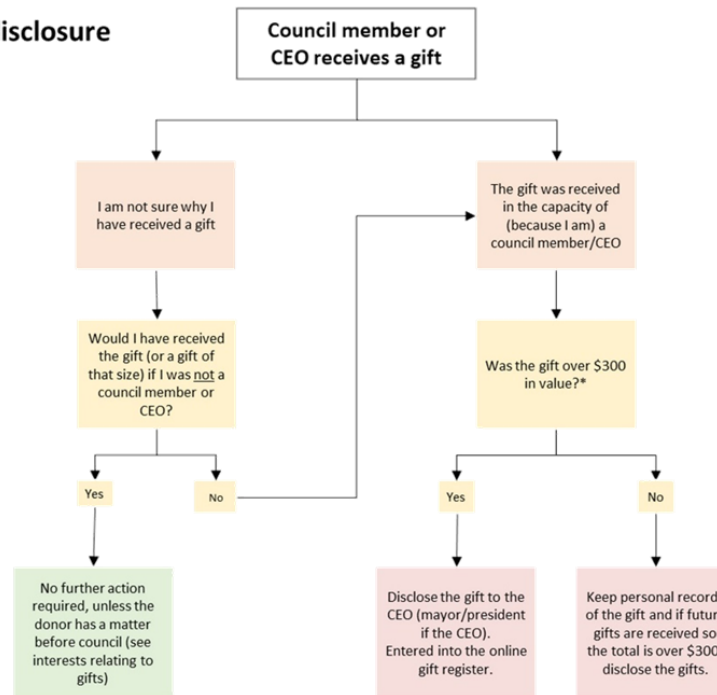 isclosure
Council member or
CEO receives a gift
I am not sure why I
have received a gift
The gift was received
in the capacity of
(because I am) a
council member/CEO
Would I have received
the gift (or a gift of
that size) if I was not a
council member or
CEO?
Was the gift over $300
in value?*
Yes
No
Yes
No
No further action
required, unless the
donor has a matter
before council (see
interests relating to
gifts)
Disclose the gift to the
CEO (mayor/president
if the CEO).
Entered into the online
gift register.
Keep personal record
of the gift and if futur
gifts are received so
the total is over $300
disclose the gifts.